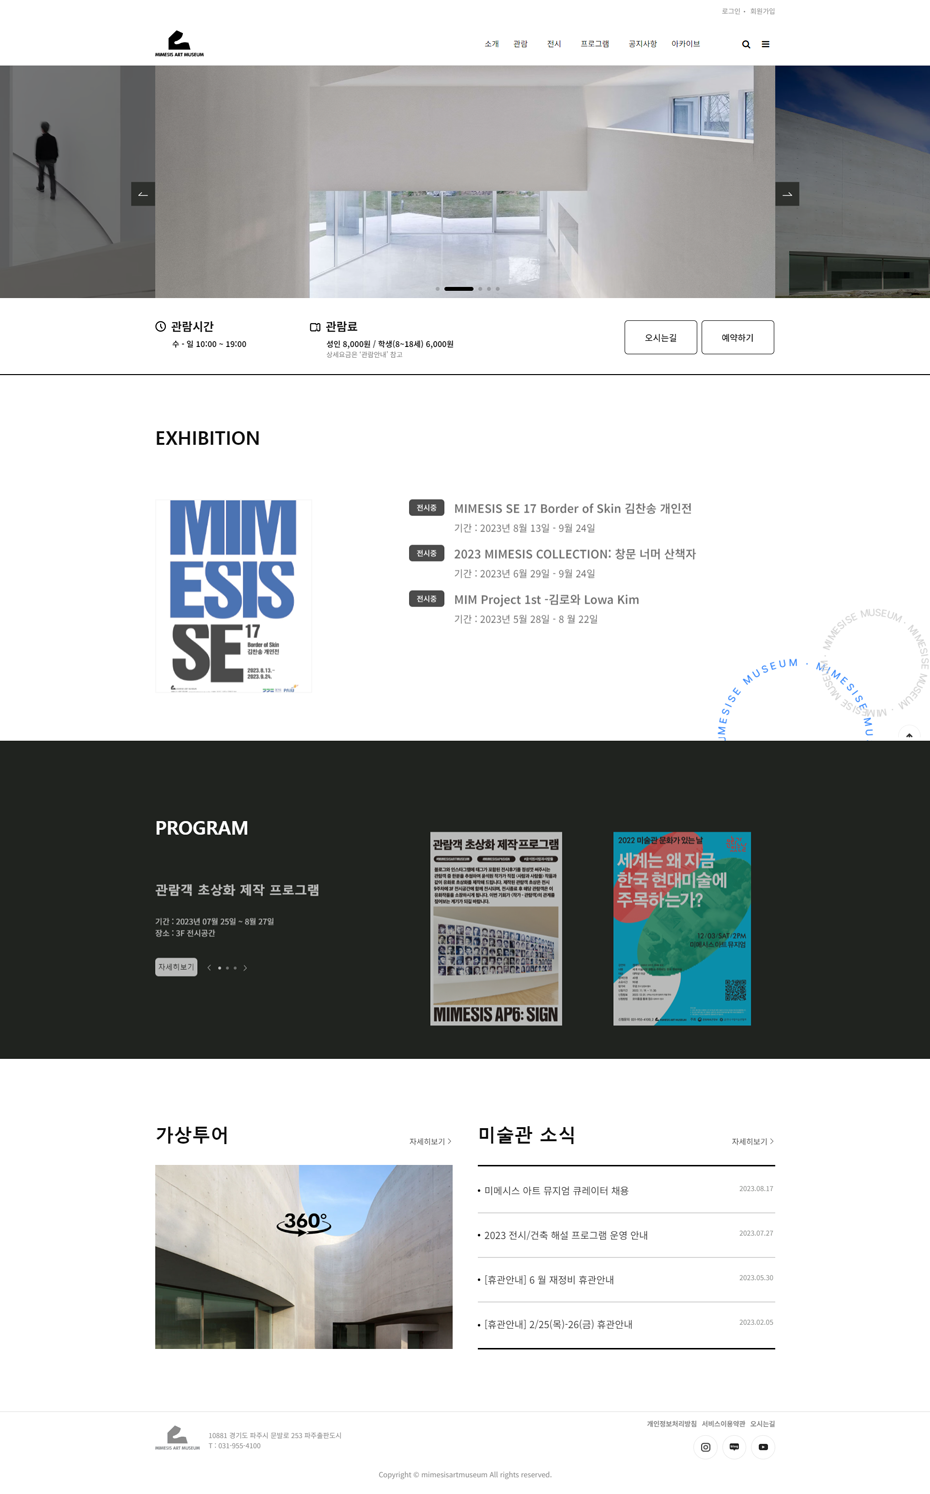 로그인 • 회원가입
MIMESIS ART MUSEUM
소개 관람 전시 프로그램 공지사항 아카이브
관람시간
수 - 일 10:00 ~ 19:00
관람료
성인 8,000원 / 학생(8~18세) 6,000원
상세요금은 '관람안내' 참고
오시는길
예약하기
EXHIBITION
MIM
ESIS
SE
17
Border of Skin
김찬송 개인전
2023.8.13.–
2023.9.24.
전시중
MIMESIS SE 17 Border of Skin 김찬송 개인전
기간 : 2023년 8월 13일 - 9월 24일
전시중
2023 MIMESIS COLLECTION: 창문 너머 산책자
기간 : 2023년 6월 29일 - 9월 24일
전시중
MIM Project 1st -김로와 Lowa Kim
기간 : 2023년 5월 28일 - 8 월 22일
MIMESISE MUSEUM · MIMESISE MUSEUM · MIMESISE MUSEUM ·
UMESISE MUSEUM · MIMESISE MU
PROGRAM
관람객 초상화 제작 프로그램
기간 : 2023년 07월 25일 ~ 8월 27일
장소 : 3F 전시공간
자세히보기
관람객 초상화 제작 프로그램
MIMESIS AP6: SIGN
2022 미술관·문화가 있는 날
세계는 왜 지금
한국 현대미술에
주목하는가?
12/03/SAT/2PM
미메시스 아트 뮤지엄
가상투어
자세히보기
360°
미술관 소식
자세히보기
미메시스 아트 뮤지엄 큐레이터 채용
2023.08.17
2023 전시/건축 해설 프로그램 운영 안내
2023.07.27
[휴관안내] 6 월 재정비 휴관안내
2023.05.30
[휴관안내] 2/25(목)-26(금) 휴관안내
2023.02.05
MIMESIS ART MUSEUM
10881 경기도 파주시 문발로 253 파주출판도시
T : 031-955-4100
개인정보처리방침 서비스이용약관 오시는길
Copyright © mimesisartmuseum All rights reserved.